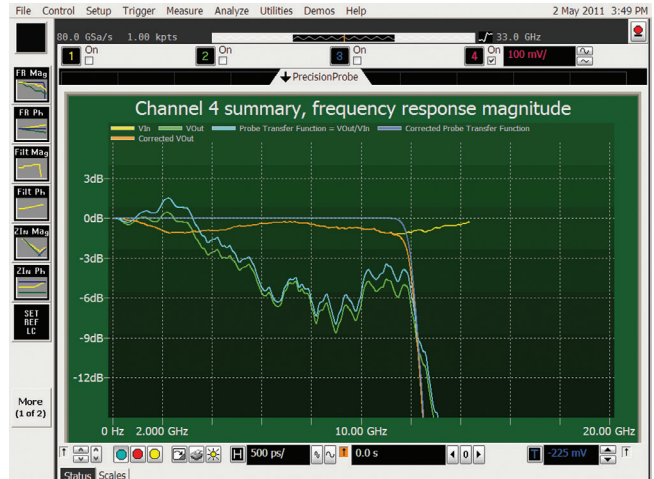 File Control Setup Trigger Measure Analyze Utilities Demos Help 2 May 2011 3:49 PM
80.0 GSa/s 1.00 kpts 33.0 GHz
1 On 2 On 3 On 4 On 100 mV/
PrecisionProbe
FR Mag
FR Ph
Filt Mag
Filt Ph
ZIn Mag
ZIn Ph
SET
REF
LC
More
(1 of 2)
Channel 4 summary, frequency response magnitude
VIn VOut Probe Transfer Function = VOut/VIn Corrected Probe Transfer Function
Corrected VOut
3dB
0dB
-3dB
-6dB
-9dB
-12dB
0 Hz 2.000 GHz 10.00 GHz 20.00 GHz
H 500 ps/ 0.0 s 0 T -225 mV
Status Scales